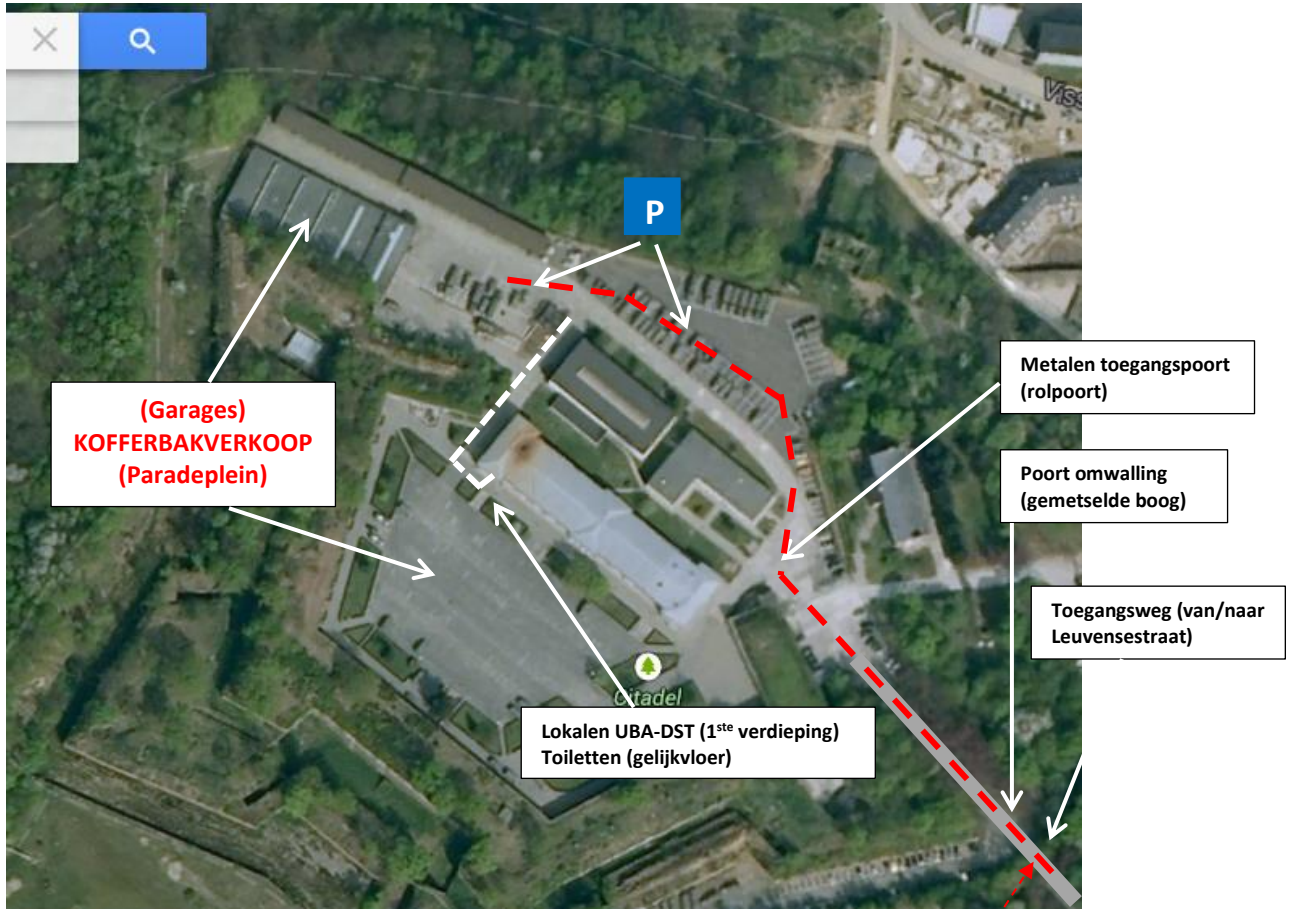 Viss
P
Metalen toegangspoort
(rolpoort)
(Garages)
KOFFERBAKVERKOOP
(Paradeplein)
Poort omwalling
(gemetselde boog)
Toegangsweg (van/naar
Leuvensestraat)
Citadel
Lokalen UBA-DST (1ste verdieping)
Toiletten (gelijkvloer)